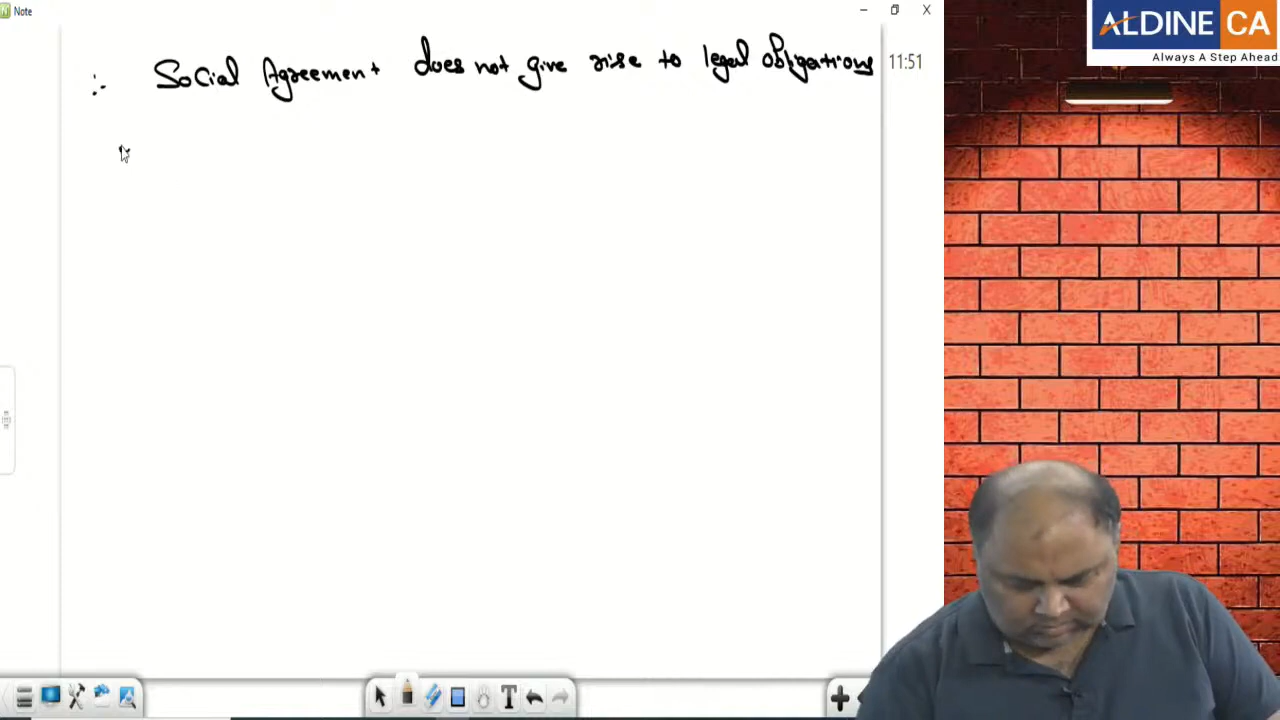 Note
ALDINE CA
Always A Step Ahead
∴ Social Agreement does not give rise to legal obligations
11:51